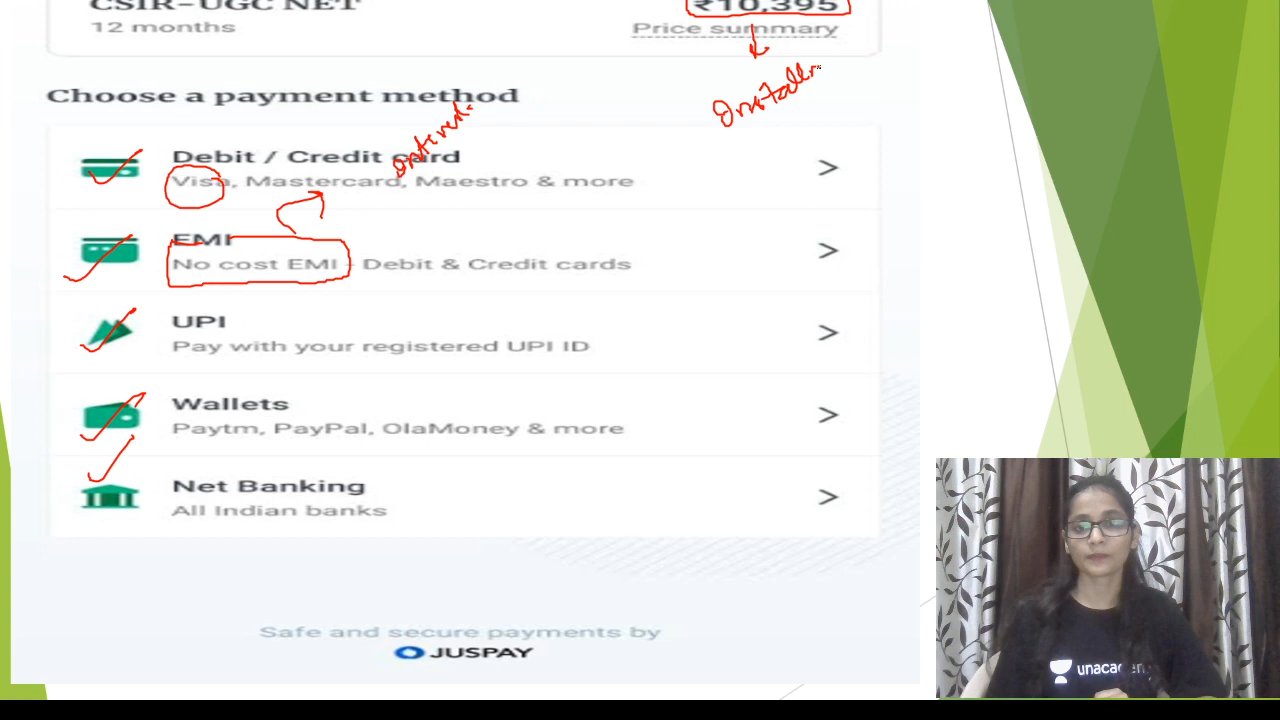 CSIR-UGC NET
₹10,395
12 months
Price summary
Choose a payment method
Debit / Credit card
Visa, Mastercard, Maestro & more
EMI
No cost EMI - Debit & Credit cards
UPI
Pay with your registered UPI ID
Wallets
Paytm, PayPal, OlaMoney & more
Net Banking
All Indian banks
Safe and secure payments by
JUSPAY